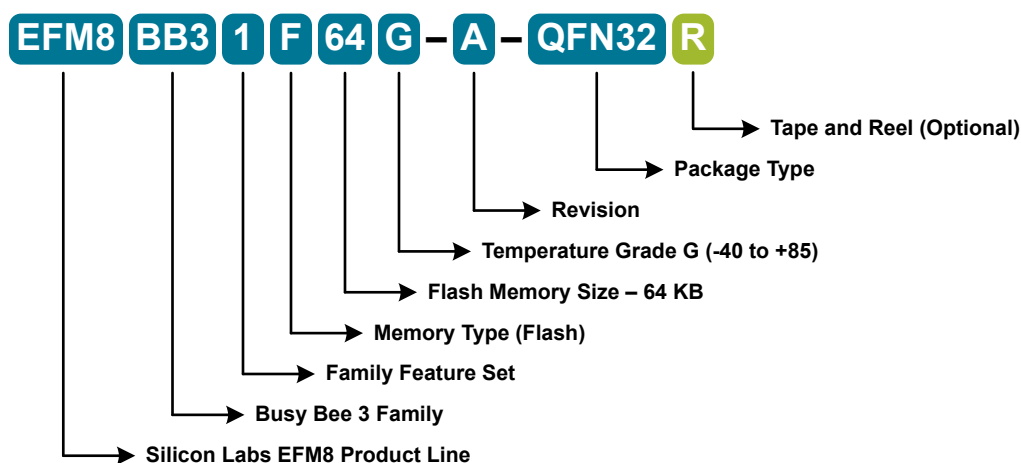 EFM8 BB3 1 F 64 G – A – QFN32 R
Tape and Reel (Optional)
Package Type
Revision
Temperature Grade G (-40 to +85)
Flash Memory Size – 64 KB
Memory Type (Flash)
Family Feature Set
Busy Bee 3 Family
Silicon Labs EFM8 Product Line